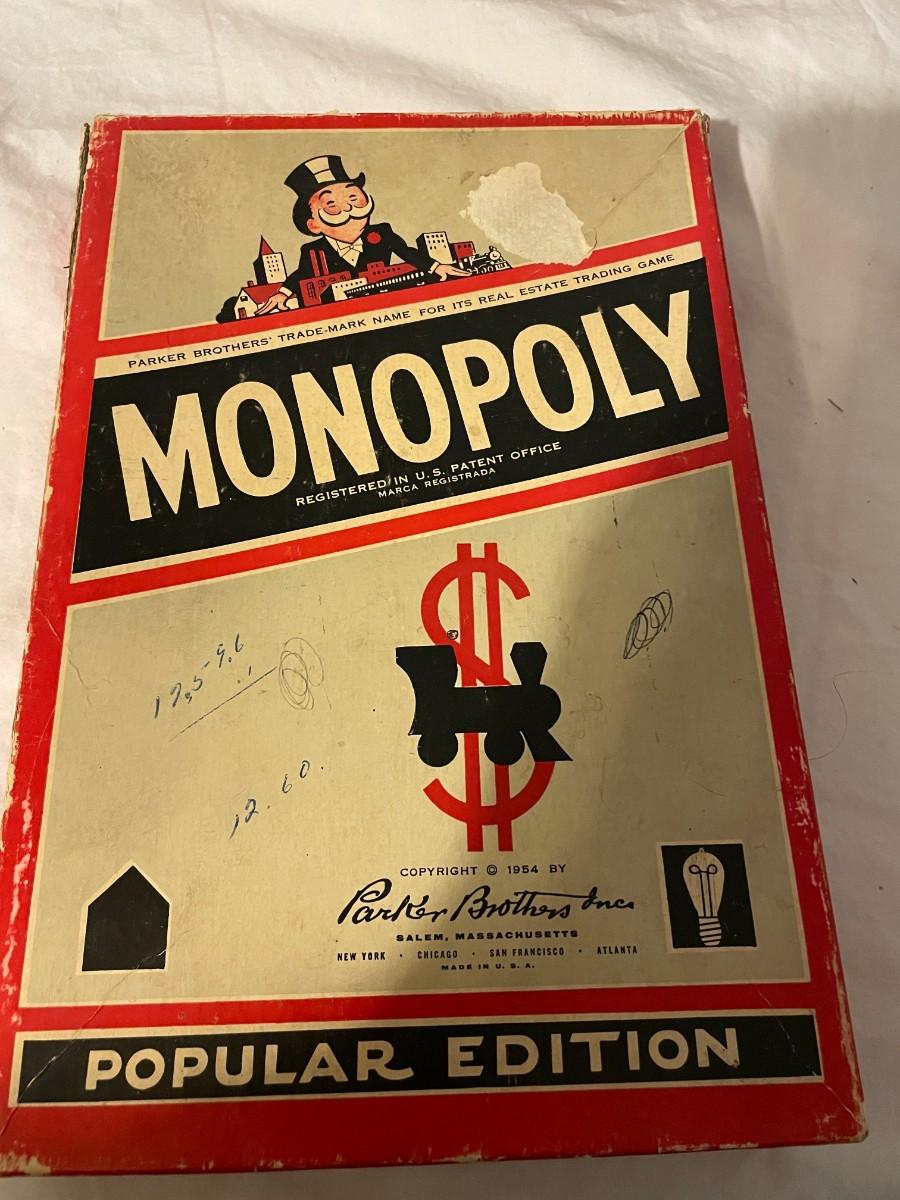 PARKER BROTHERS' TRADE-MARK NAME FOR ITS REAL ESTATE TRADING GAME
MONOPOLY
REGISTERED IN U.S. PATENT OFFICE
MARCA REGISTRADA
$
12.60.
COPYRIGHT © 1954 BY
Parker Brothers Inc
SALEM, MASSACHUSETTS
NEW YORK • CHICAGO • SAN FRANCISCO • ATLANTA
MADE IN U.S.A.
POPULAR EDITION